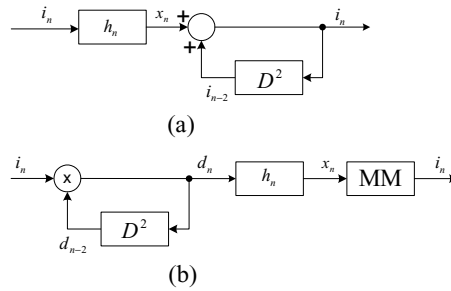 i_n h_n x_n + + i_n
i_{n-2} D^2
(a)
i_n x d_n h_n x_n MM i_n
d_{n-2} D^2
(b)